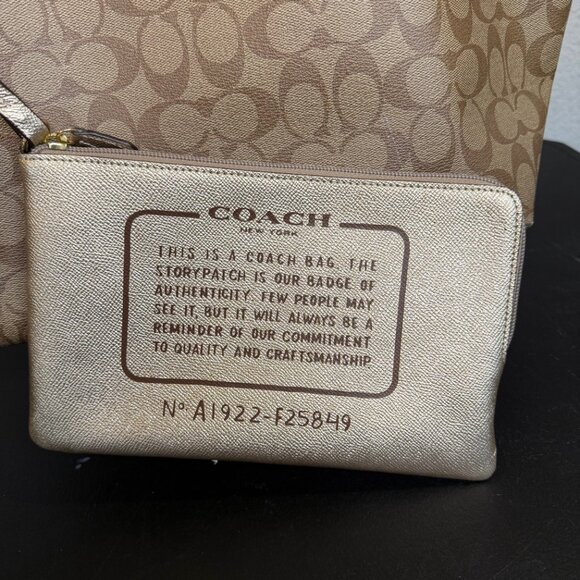 COACH
NEW YORK
THIS IS A COACH BAG. THE
STORYPATCH IS OUR BADGE OF
AUTHENTICITY. FEW PEOPLE MAY
SEE IT, BUT IT WILL ALWAYS BE A
REMINDER OF OUR COMMITMENT
TO QUALITY AND CRAFTSMANSHIP.
Nº A1922-F25849